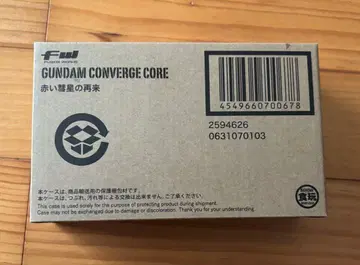 FW
FUSION WORKS
GUNDAM CONVERGE CORE
赤い彗星の再来
4549660700678
2594626
0631070103
本ケースは、商品輸送用の保護梱包材です。
本ケースは、つぶれ、汚れ等による交換は出来ません。ご了承ください。
This case is used solely for the purpose of protecting product during shipment.
Case may not be exchanged due to damage or discoloration. Thank you for your understanding.
食玩